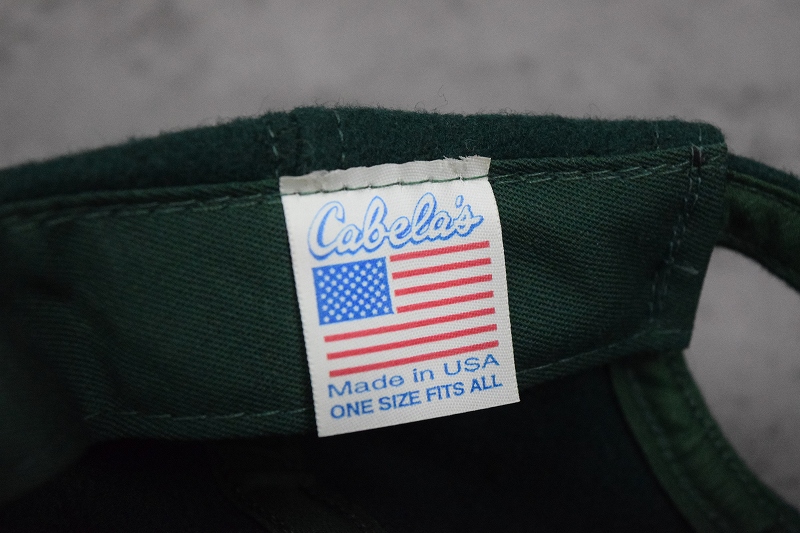 Cabela's
Made in USA
ONE SIZE FITS ALL